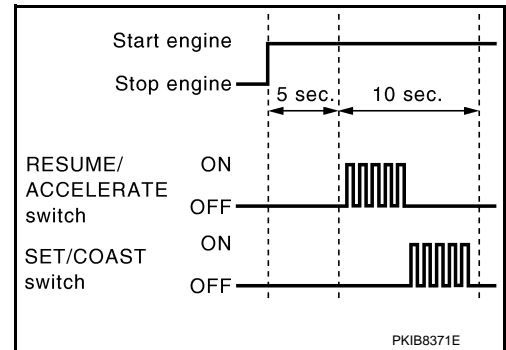 Start engine
Stop engine
5 sec.
10 sec.
RESUME/
ACCELERATE
switch
ON
OFF
SET/COAST
switch
ON
OFF
PKIB8371E